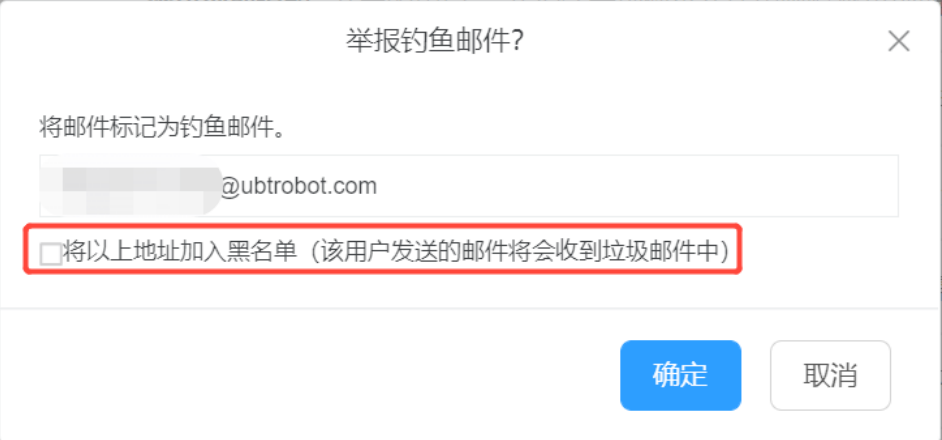 举报钓鱼邮件?
将邮件标记为钓鱼邮件。
@ubtrobot.com
将以上地址加入黑名单（该用户发送的邮件将会收到垃圾邮件中）
确定
取消